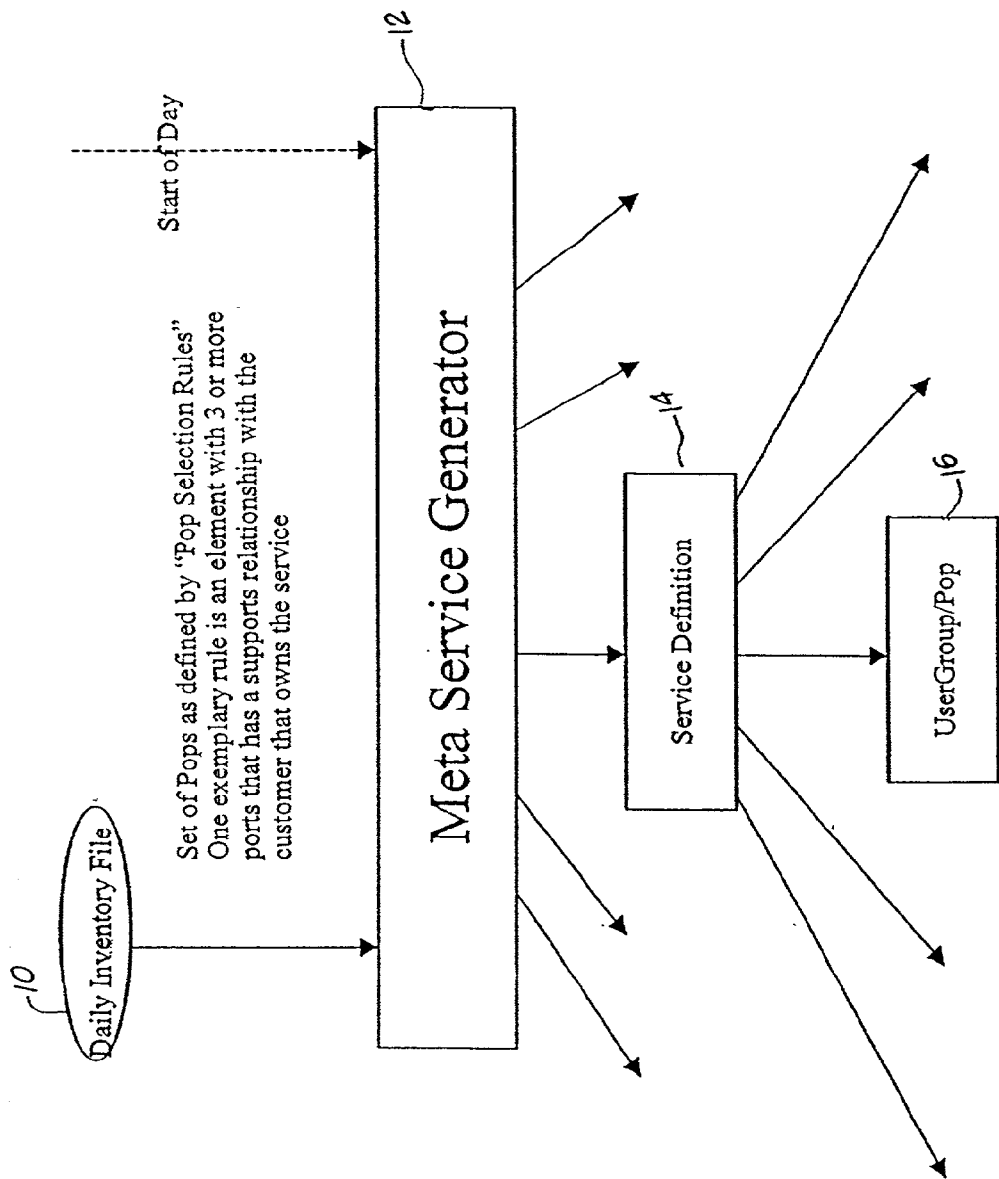 10
Daily Inventory File
Start of Day
Set of Pops as defined by “Pop Selection Rules”
One exemplary rule is an element with 3 or more
ports that has a supports relationship with the
customer that owns the service
12
Meta Service Generator
14
Service Definition
16
UserGroup/Pop